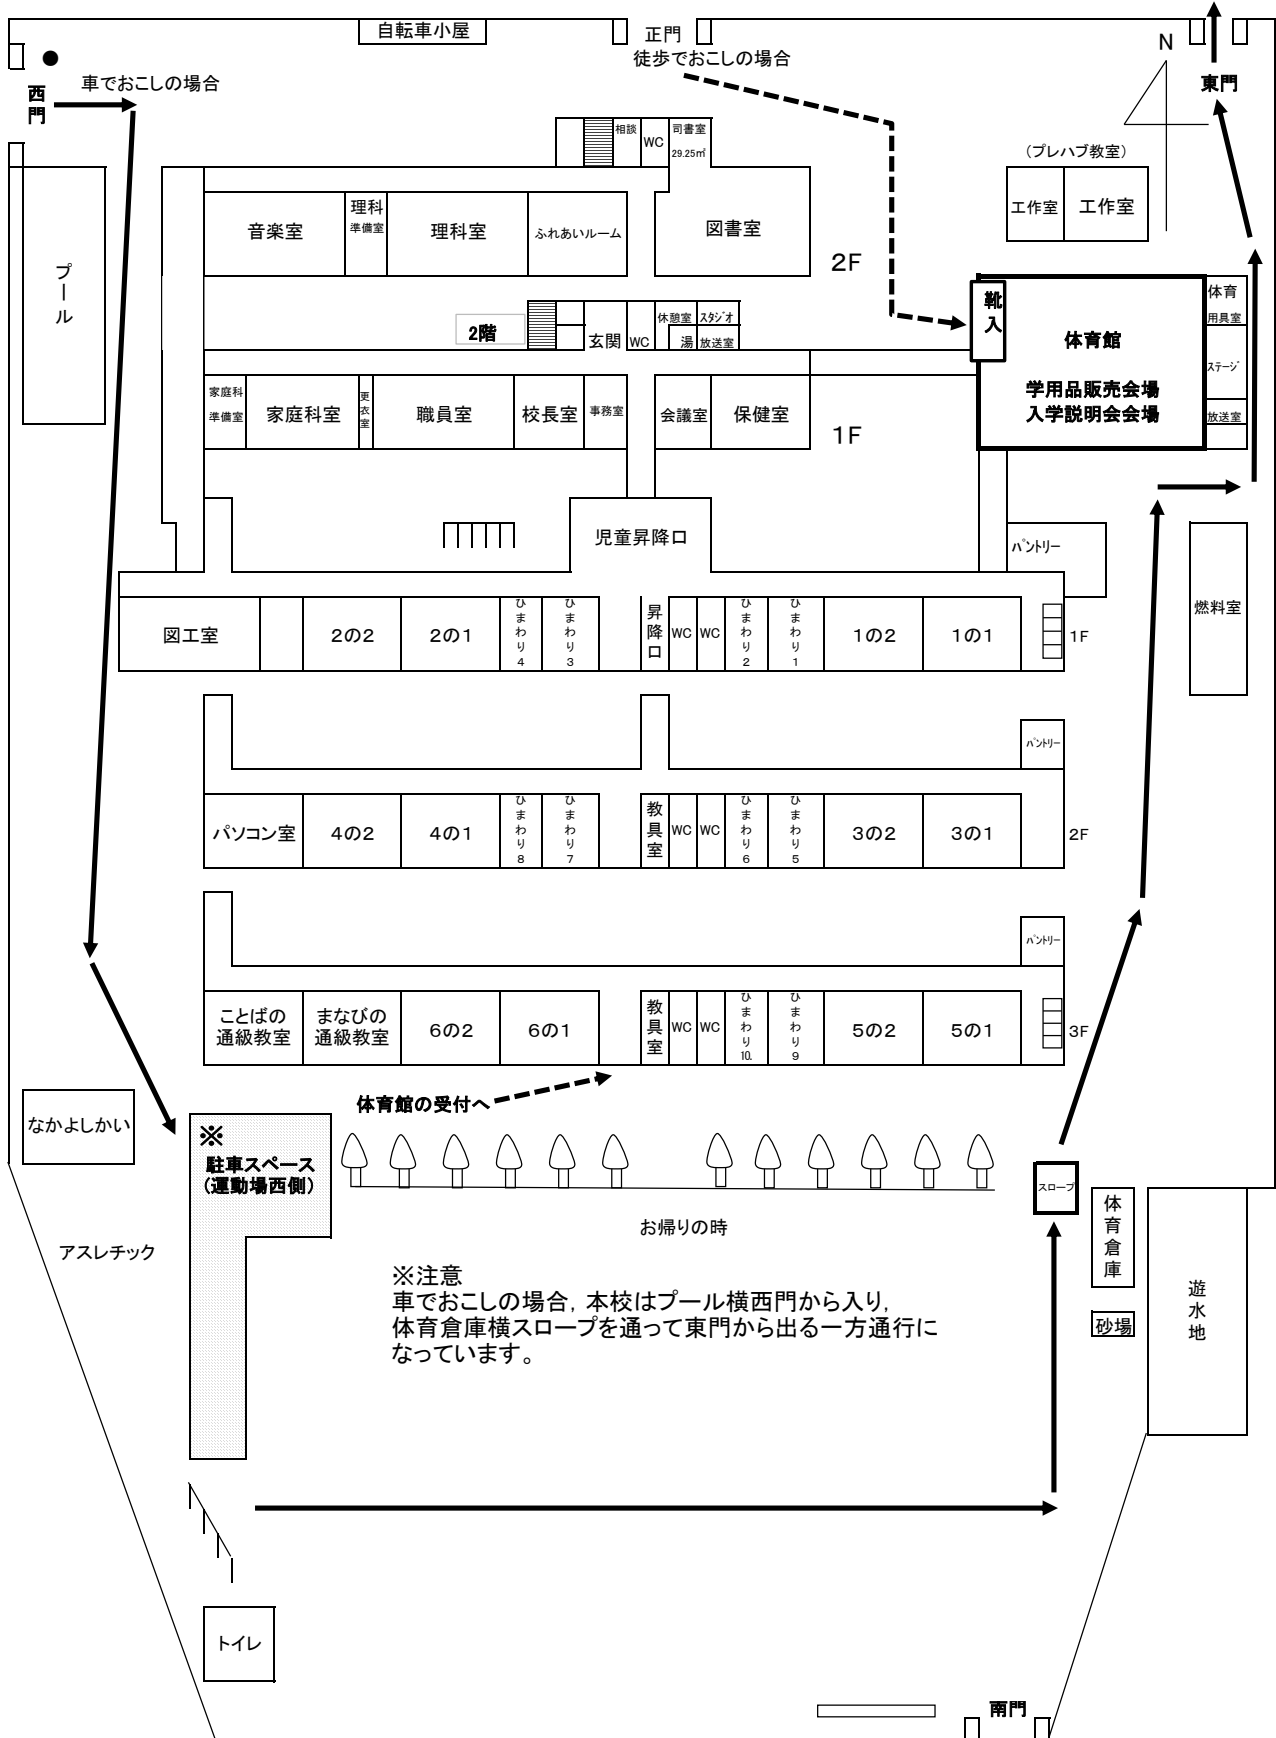 自転車小屋
正門
徒歩でおこしの場合
N
車でおこしの場合
西門
東門
相談
WC
司書室
29.25㎡
(プレハブ教室)
工作室
工作室
音楽室
理科
準備室
理科室
ふれあいルーム
図書室
2F
プール
靴入
体育館
学用品販売会場
入学説明会会場
体育
用具室
ステージ
放送室
2階
玄関
WC
休憩室
スタジオ
湯
放送室
家庭科
準備室
家庭科室
更衣室
職員室
校長室
事務室
会議室
保健室
1F
児童昇降口
パントリー
燃料室
図工室
2の2
2の1
ひまわり4
ひまわり3
昇降口
WC
WC
ひまわり2
ひまわり1
1の2
1の1
1F
パントリー
パソコン室
4の2
4の1
ひまわり8
ひまわり7
教具室
WC
WC
ひまわり6
ひまわり5
3の2
3の1
2F
パントリー
ことばの
通級教室
まなびの
通級教室
6の2
6の1
教具室
WC
WC
ひまわり10.
ひまわり9
5の2
5の1
3F
体育館の受付へ
なかよしかい
※
駐車スペース
(運動場西側)
スロープ
お帰りの時
体育倉庫
アスレチック
※注意
車でおこしの場合, 本校はプール横西門から入り,
体育倉庫横スロープを通って東門から出る一方通行に
なっています。
砂場
遊水地
トイレ
南門